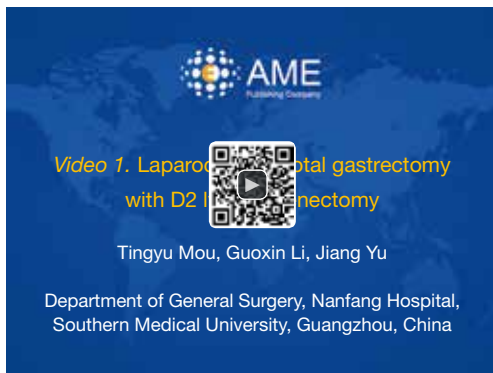 AME
Publishing Company
Video 1. Laparoc otal gastrectomy
with D2 l nectomy
Tingyu Mou, Guoxin Li, Jiang Yu
Department of General Surgery, Nanfang Hospital,
Southern Medical University, Guangzhou, China